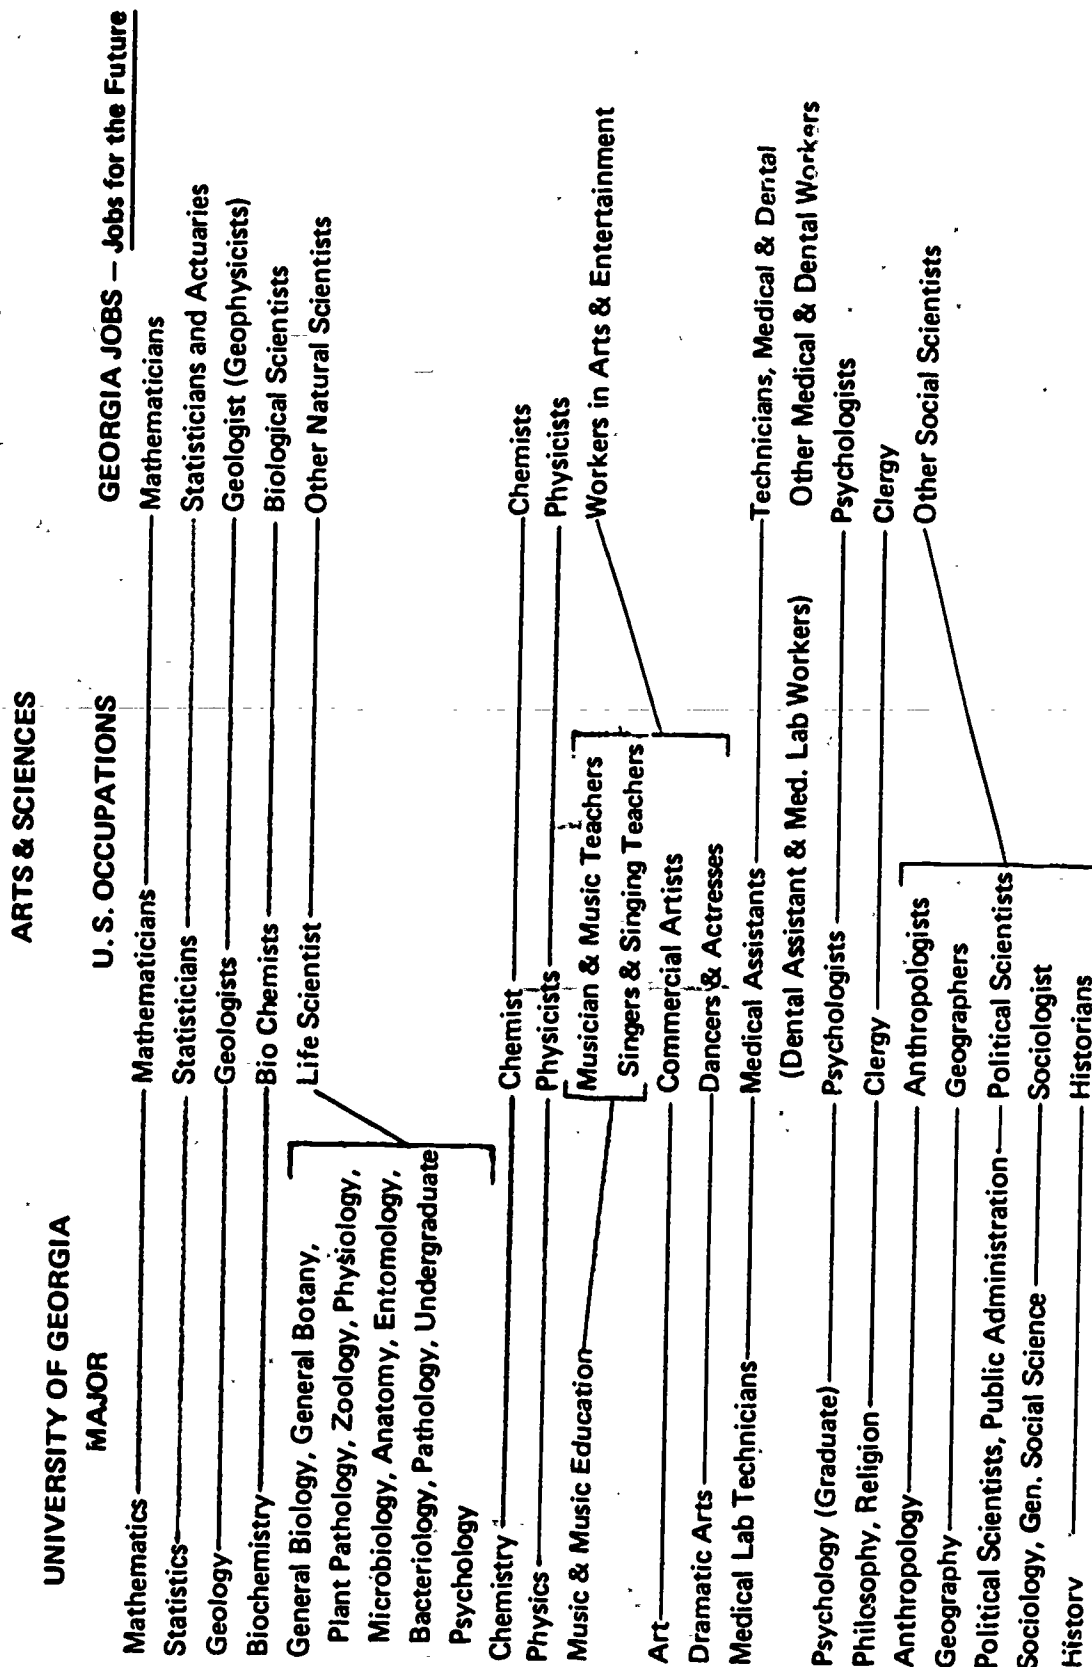 ARTS & SCIENCES
UNIVERSITY OF GEORGIA
MAJOR
U. S. OCCUPATIONS
GEORGIA JOBS – Jobs for the Future
Mathematics Mathematicians Mathematicians
Statistics Statisticians Statisticians and Actuaries
Geology Geologists Geologist (Geophysicists)
Biochemistry Bio Chemists Biological Scientists
General Biology, General Botany, Life Scientist Other Natural Scientists
Plant Pathology, Zoology, Physiology,
Microbiology, Anatomy, Entomology,
Bacteriology, Pathology, Undergraduate
Psychology
Chemistry Chemist Chemists
Physics Physicists Physicists
Music & Music Education Musician & Music Teachers Workers in Arts & Entertainment
Singers & Singing Teachers
Art Commercial Artists
Dramatic Arts Dancers & Actresses
Medical Lab Technicians Medical Assistants Technicians, Medical & Dental
(Dental Assistant & Med. Lab Workers) Other Medical & Dental Workers
Psychology (Graduate) Psychologists Psychologists
Philosophy, Religion Clergy Clergy
Anthropology Anthropologists Other Social Scientists
Geography Geographers
Political Scientists, Public Administration Political Scientists
Sociology, Gen. Social Science Sociologist
History Historians